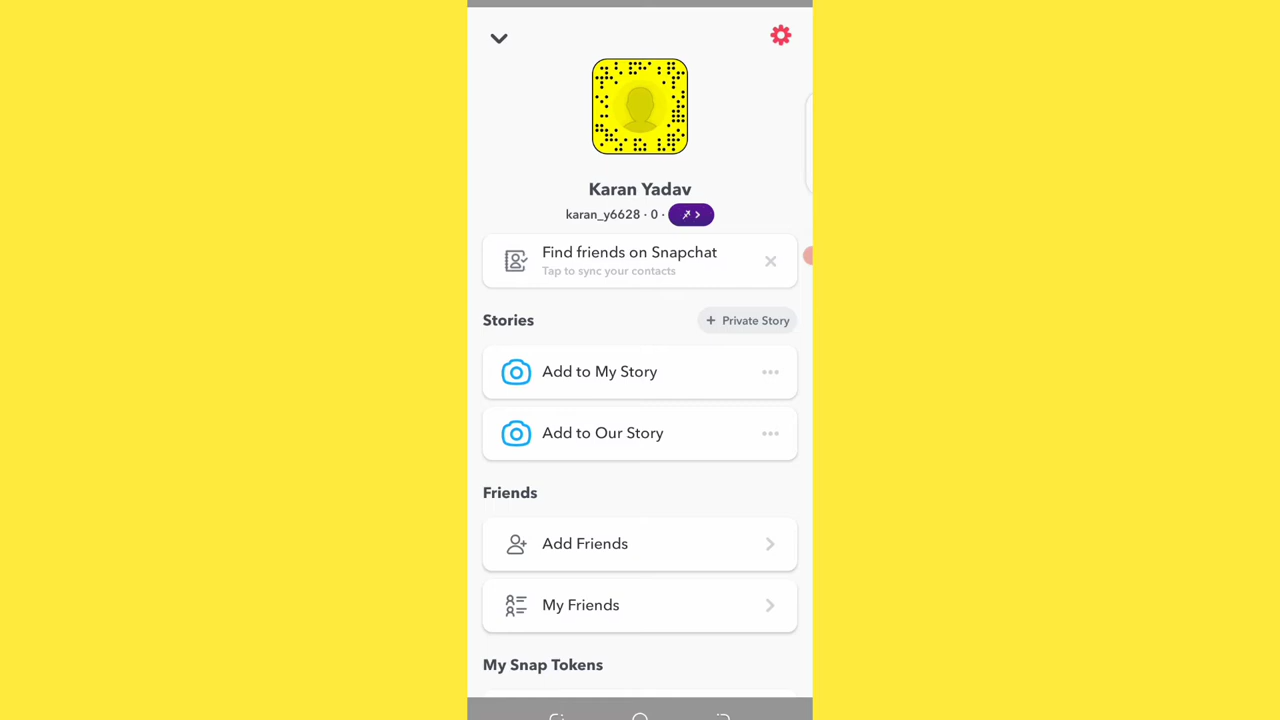 Karan Yadav
karan_y6628 · 0 ·
Find friends on Snapchat
Tap to sync your contacts
Stories
+ Private Story
Add to My Story
Add to Our Story
Friends
Add Friends
My Friends
My Snap Tokens